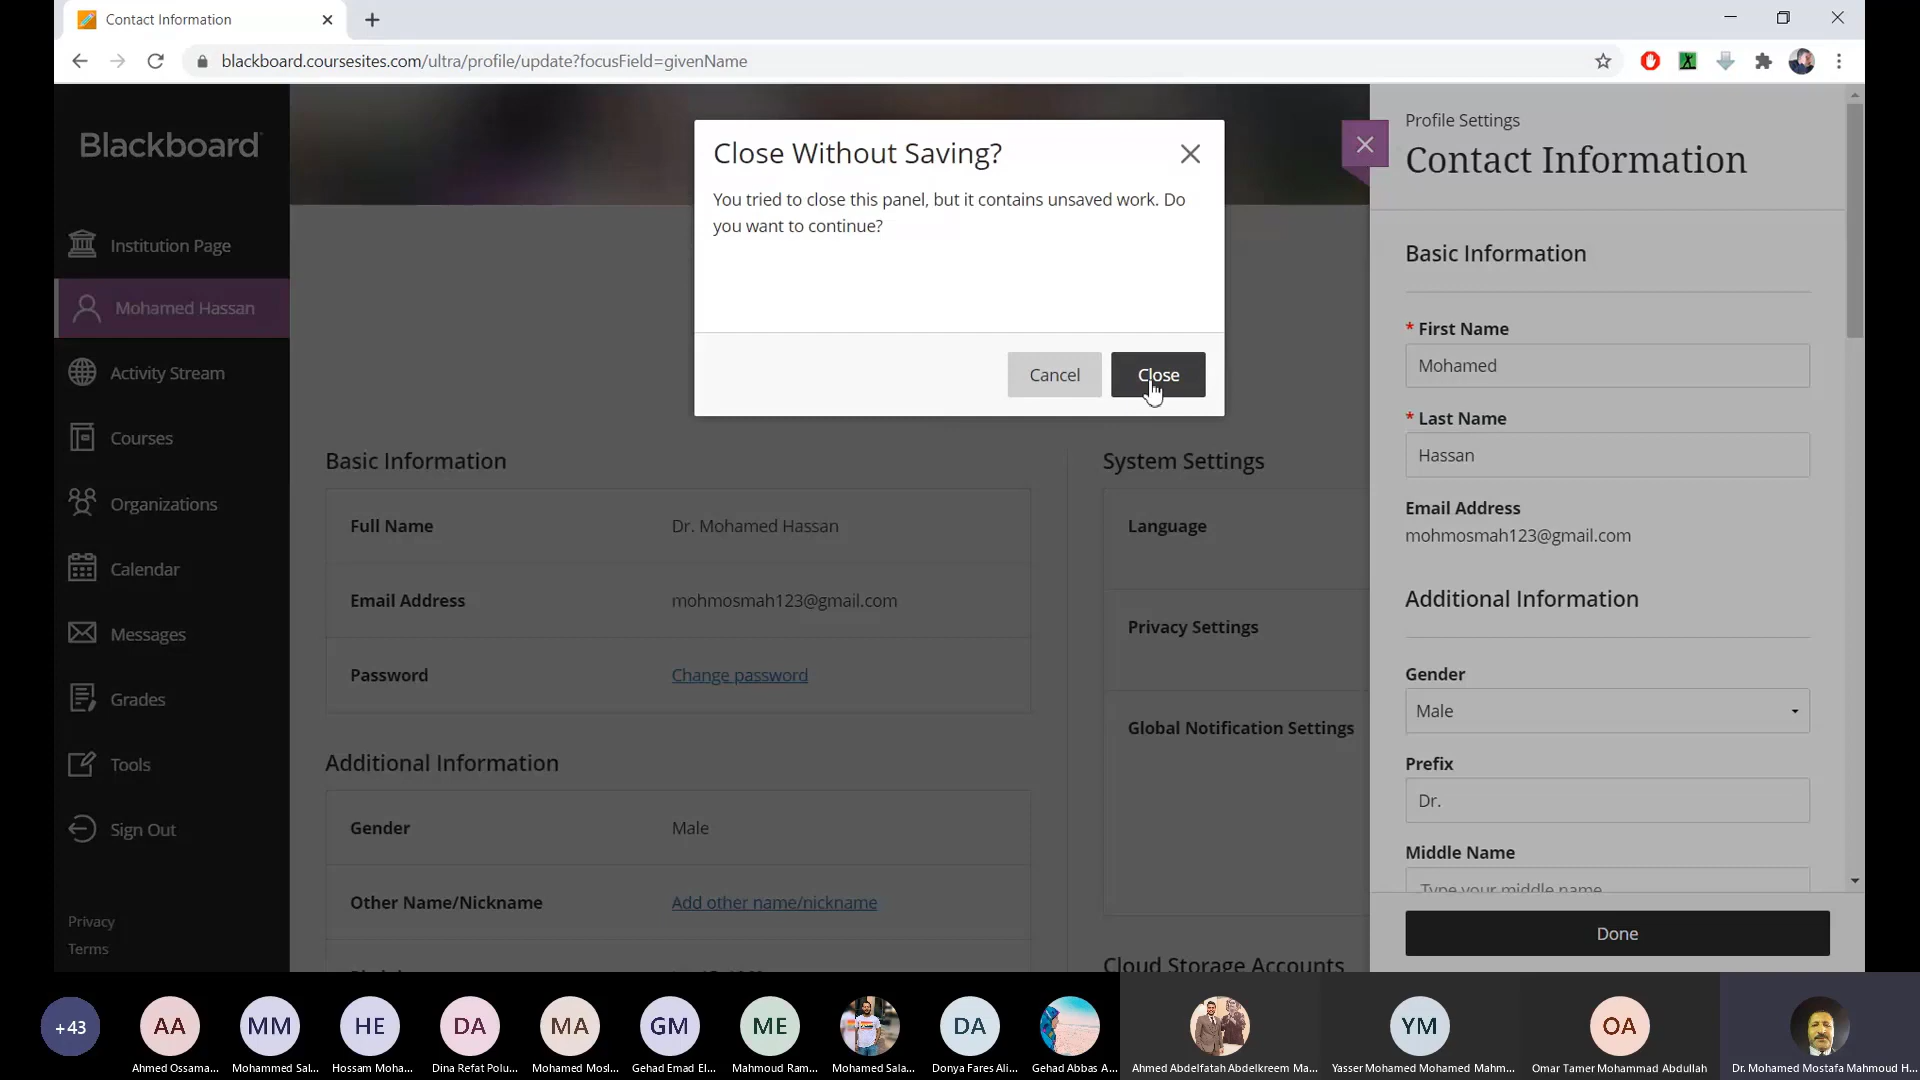 Contact Information
blackboard.coursesites.com/ultra/profile/update?focusField=givenName
Blackboard
Institution Page
Mohamed Hassan
Activity Stream
Courses
Organizations
Calendar
Messages
Grades
Tools
Sign Out
Privacy
Terms
Close Without Saving?
You tried to close this panel, but it contains unsaved work. Do
you want to continue?
Cancel
Close
Basic Information
Full Name
Dr. Mohamed Hassan
Email Address
mohmosmah123@gmail.com
Password
Change password
Additional Information
Gender
Male
Other Name/Nickname
Add other name/nickname
System Settings
Language
Privacy Settings
Global Notification Settings
Cloud Storage Accounts
Profile Settings
Contact Information
Basic Information
* First Name
Mohamed
* Last Name
Hassan
Email Address
mohmosmah123@gmail.com
Additional Information
Gender
Male
Prefix
Dr.
Middle Name
Type your middle name
Done
+43
AA
Ahmed Ossama...
MM
Mohammed Sal...
HE
Hossam Moha...
DA
Dina Refat Polu...
MA
Mohamed Mosl...
GM
Gehad Emad El...
ME
Mahmoud Ram...
Mohamed Sala...
DA
Donya Fares Ali...
Gehad Abbas A...
Ahmed Abdelfatah Abdelkreem Ma...
YM
Yasser Mohamed Mohamed Mahm...
OA
Omar Tamer Mohammad Abdullah
Dr. Mohamed Mostafa Mahmoud H...